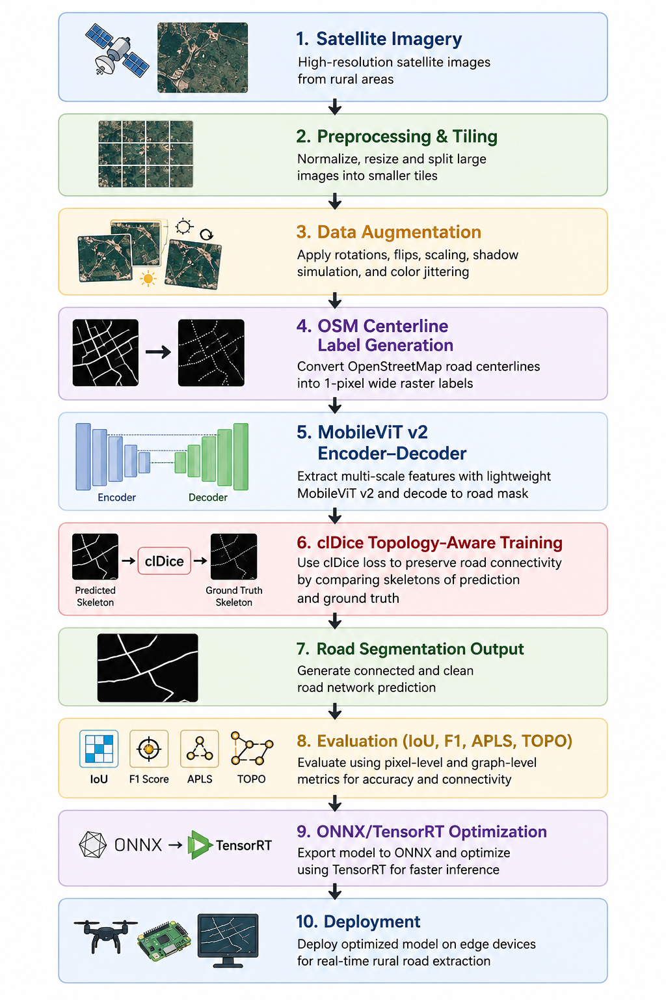 1. Satellite Imagery
High-resolution satellite images
from rural areas
2. Preprocessing & Tiling
Normalize, resize and split large
images into smaller tiles
3. Data Augmentation
Apply rotations, flips, scaling, shadow
simulation, and color jittering
4. OSM Centerline
Label Generation
Convert OpenStreetMap road centerlines
into 1-pixel wide raster labels
Encoder
Decoder
5. MobileViT v2
Encoder–Decoder
Extract multi-scale features with lightweight
MobileViT v2 and decode to road mask
clDice
Predicted
Skeleton
Ground Truth
Skeleton
6. clDice Topology-Aware Training
Use clDice loss to preserve road connectivity
by comparing skeletons of prediction
and ground truth
7. Road Segmentation Output
Generate connected and clean
road network prediction
IoU
F1 Score
APLS
TOPO
8. Evaluation (IoU, F1, APLS, TOPO)
Evaluate using pixel-level and graph-level
metrics for accuracy and connectivity
ONNX
TensorRT
9. ONNX/TensorRT Optimization
Export model to ONNX and optimize
using TensorRT for faster inference
10. Deployment
Deploy optimized model on edge devices
for real-time rural road extraction